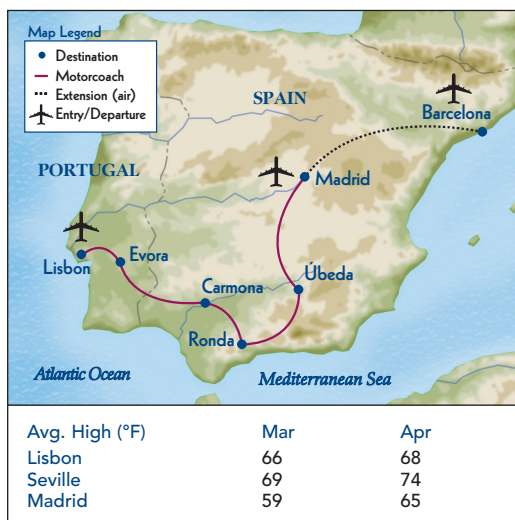 Map Legend
Destination
Motorcoach
Extension (air)
Entry/Departure
SPAIN
Barcelona
PORTUGAL
Madrid
Lisbon
Evora
Carmona
Úbeda
Ronda
Atlantic Ocean
Mediterranean Sea
Avg. High (°F) Mar Apr
Lisbon 66 68
Seville 69 74
Madrid 59 65